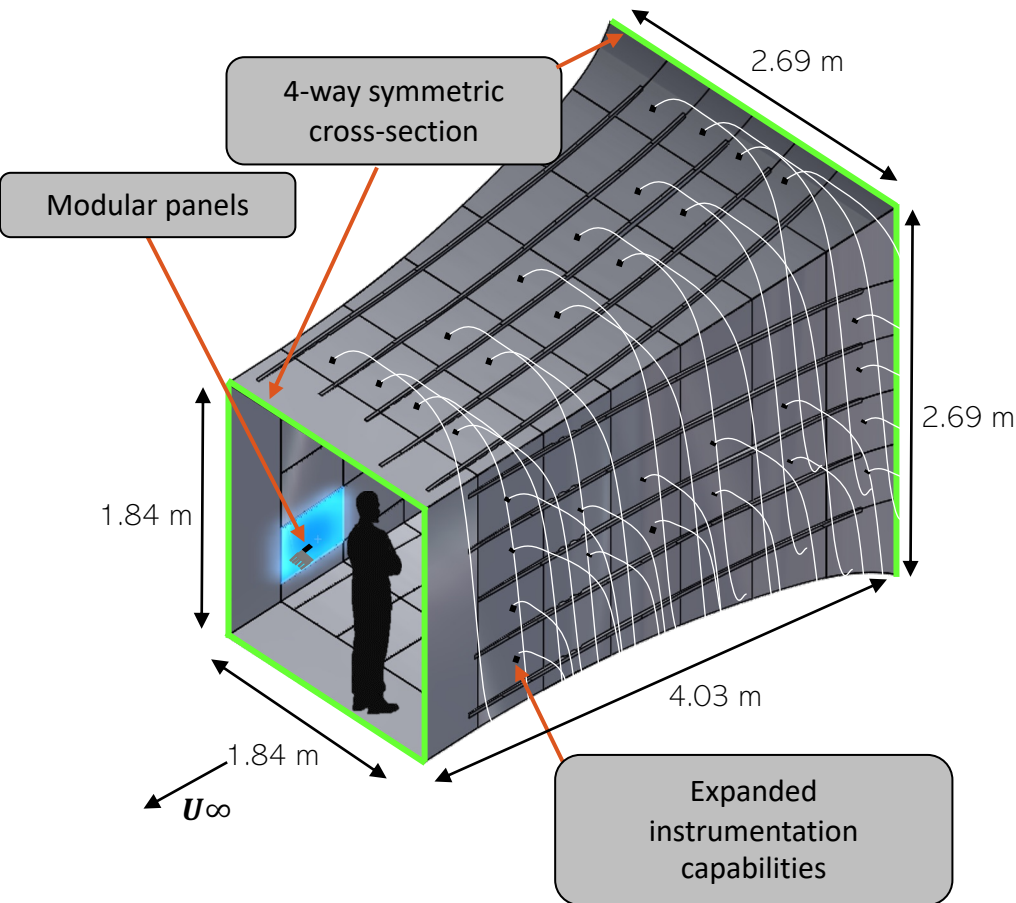 2.69 m
4-way symmetric
cross-section
Modular panels
2.69 m
1.84 m
4.03 m
1.84 m
U∞
Expanded
instrumentation
capabilities